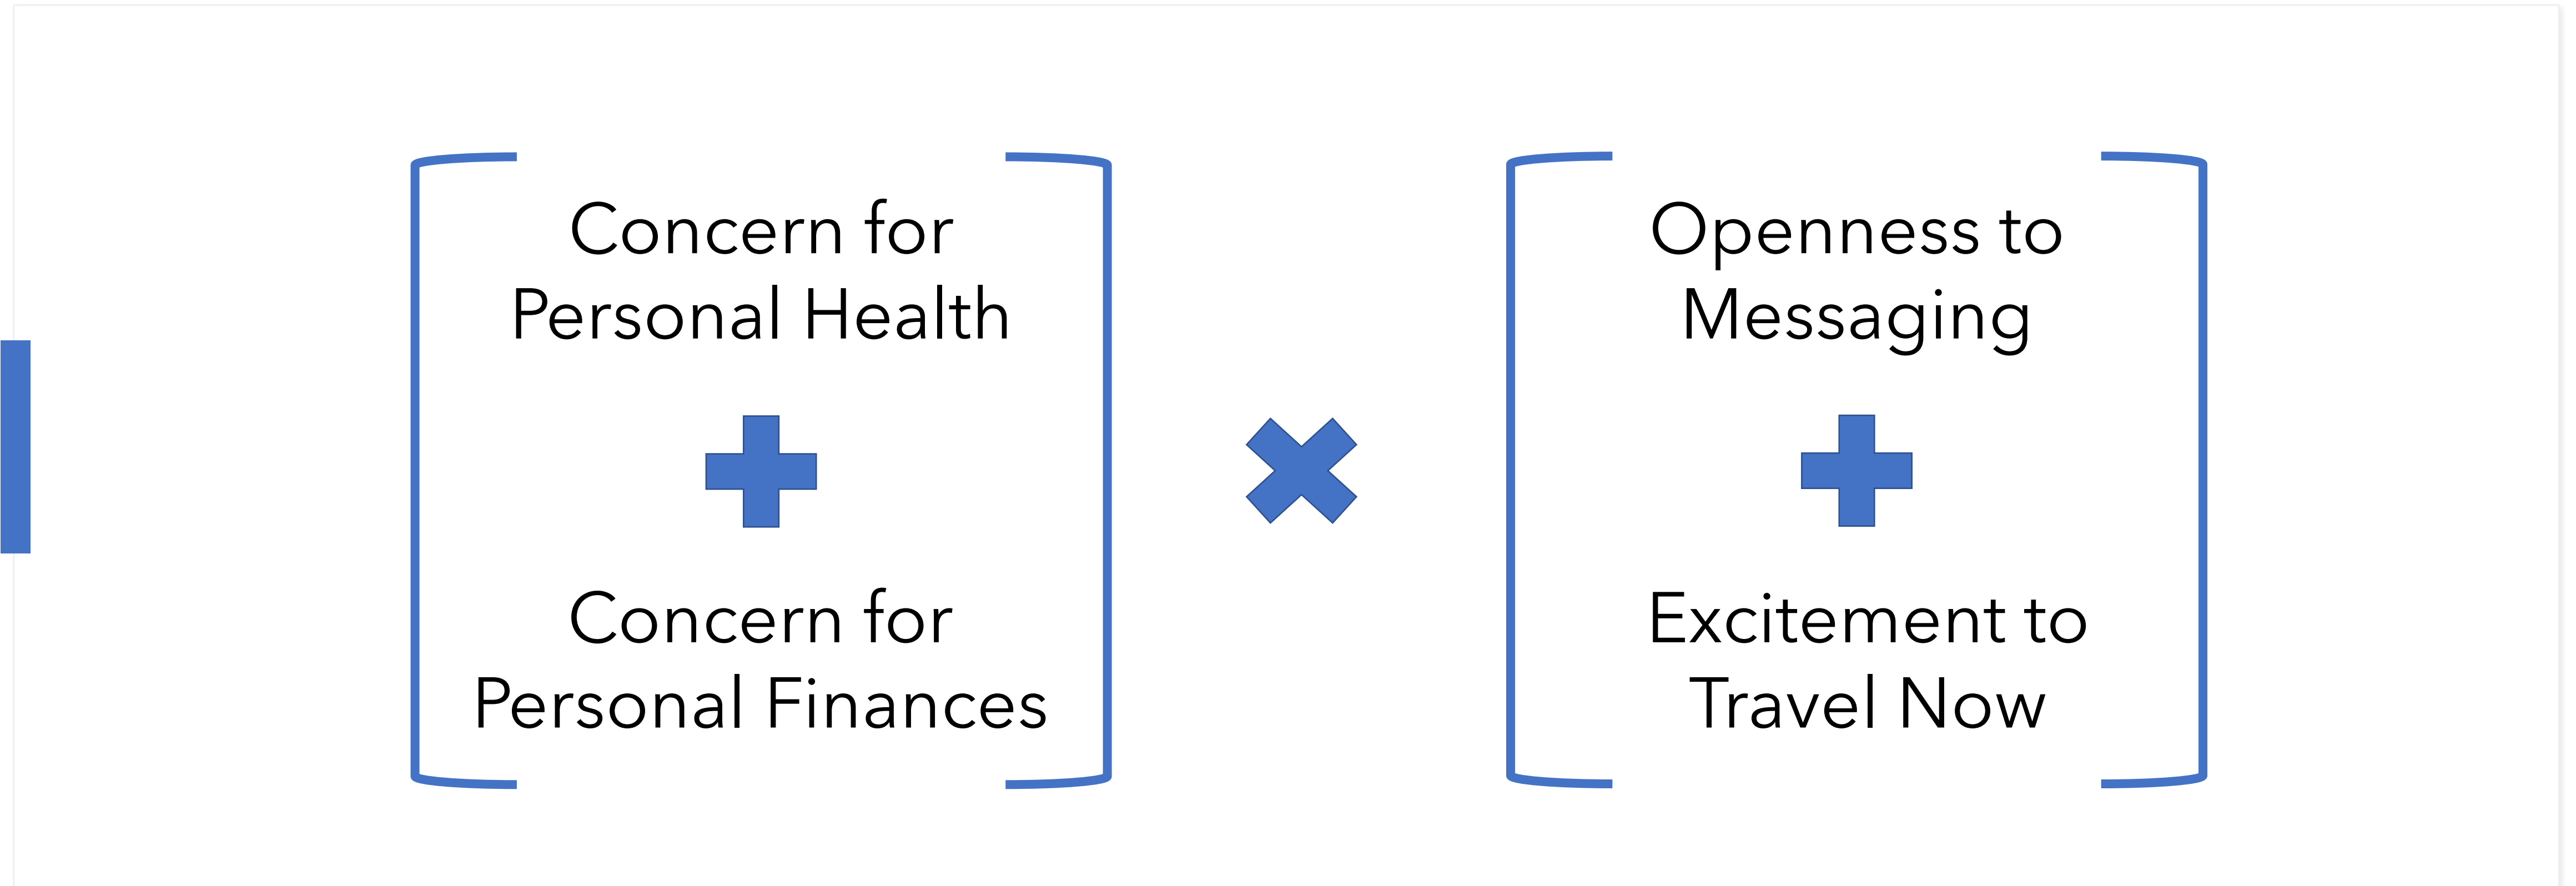 Concern for
Personal Health
Concern for
Personal Finances
Openness to
Messaging
Excitement to
Travel Now